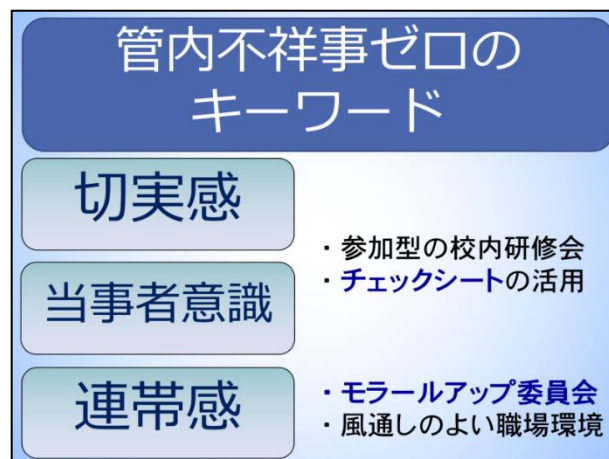 管内不祥事ゼロの
キーワード
切実感
・参加型の校内研修会
・チェックシートの活用
当事者意識
連帯感
・モラールアップ委員会
・風通しのよい職場環境